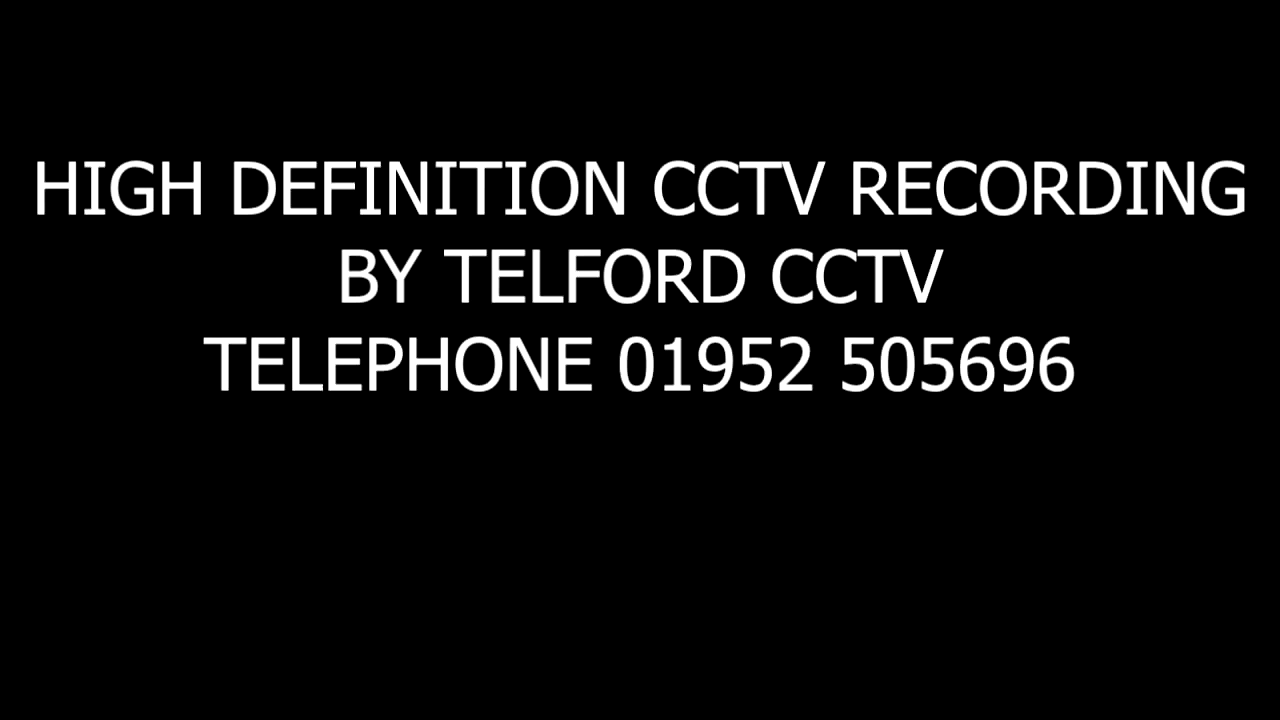 HIGH DEFINITION CCTV RECORDING
BY TELFORD CCTV
TELEPHONE 01952 505696